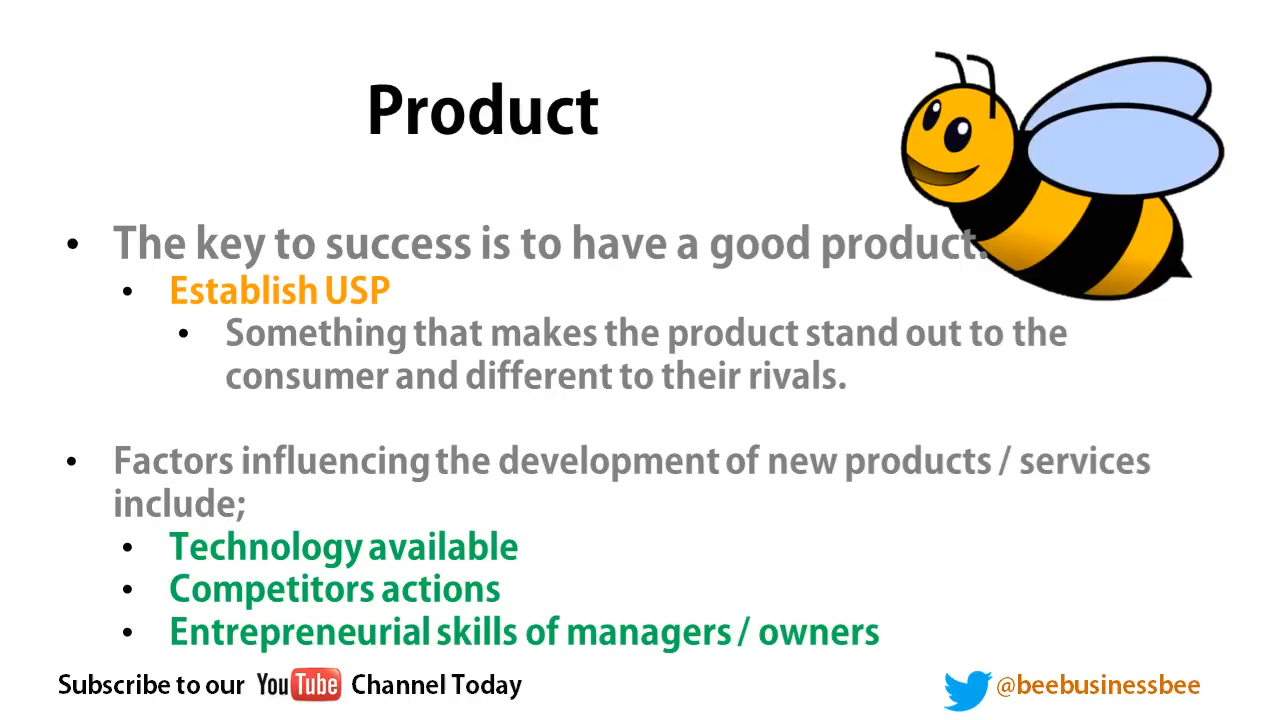 Product
• The key to success is to have a good product.
• Establish USP
• Something that makes the product stand out to the
consumer and different to their rivals.
• Factors influencing the development of new products / services
include;
• Technology available
• Competitors actions
• Entrepreneurial skills of managers / owners
Subscribe to our YouTube Channel Today
@beebusinessbee